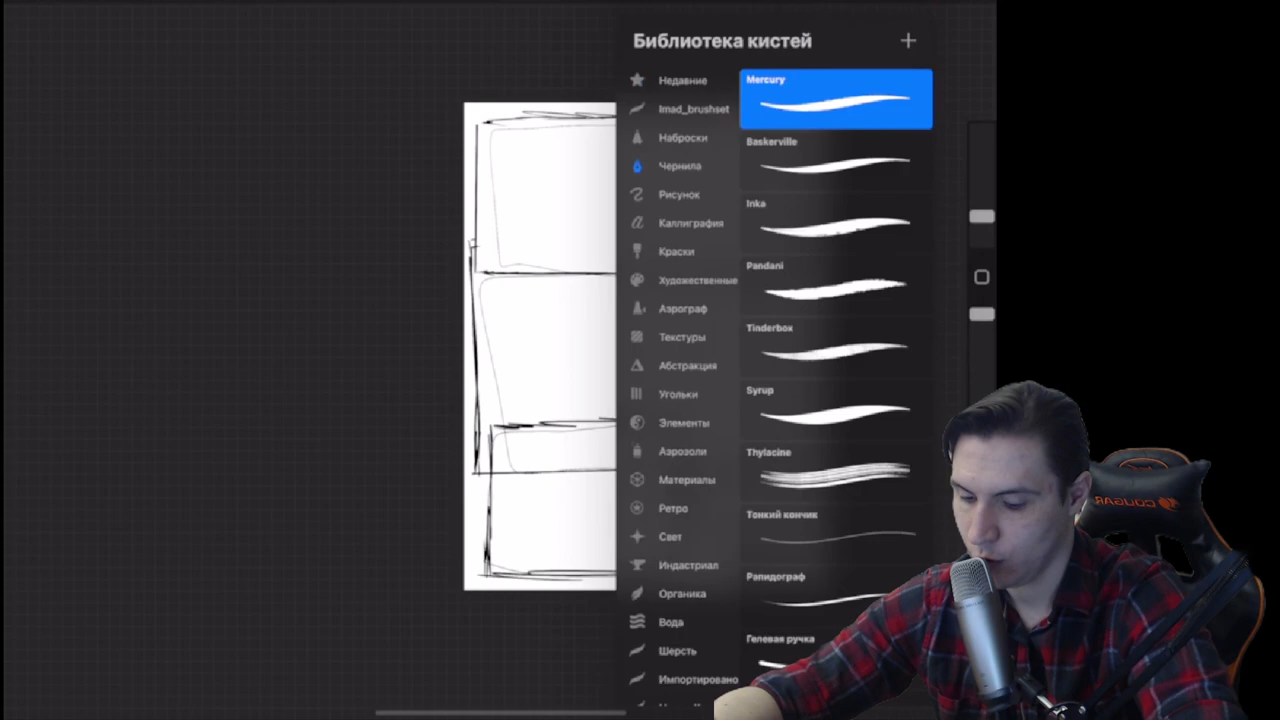 Библиотека кистей
Недавние
Imad_brushset
Наброски
Чернила
Рисунок
Каллиграфия
Краски
Художественные
Аэрограф
Текстуры
Абстракция
Угольки
Элементы
Аэрозоли
Материалы
Ретро
Свет
Индастриал
Органика
Вода
Шерсть
Импортировано
Mercury
Baskerville
Inka
Pandani
Tinderbox
Syrup
Thylacine
Тонкий кончик
Рапидограф
Гелевая ручка
COUGAR